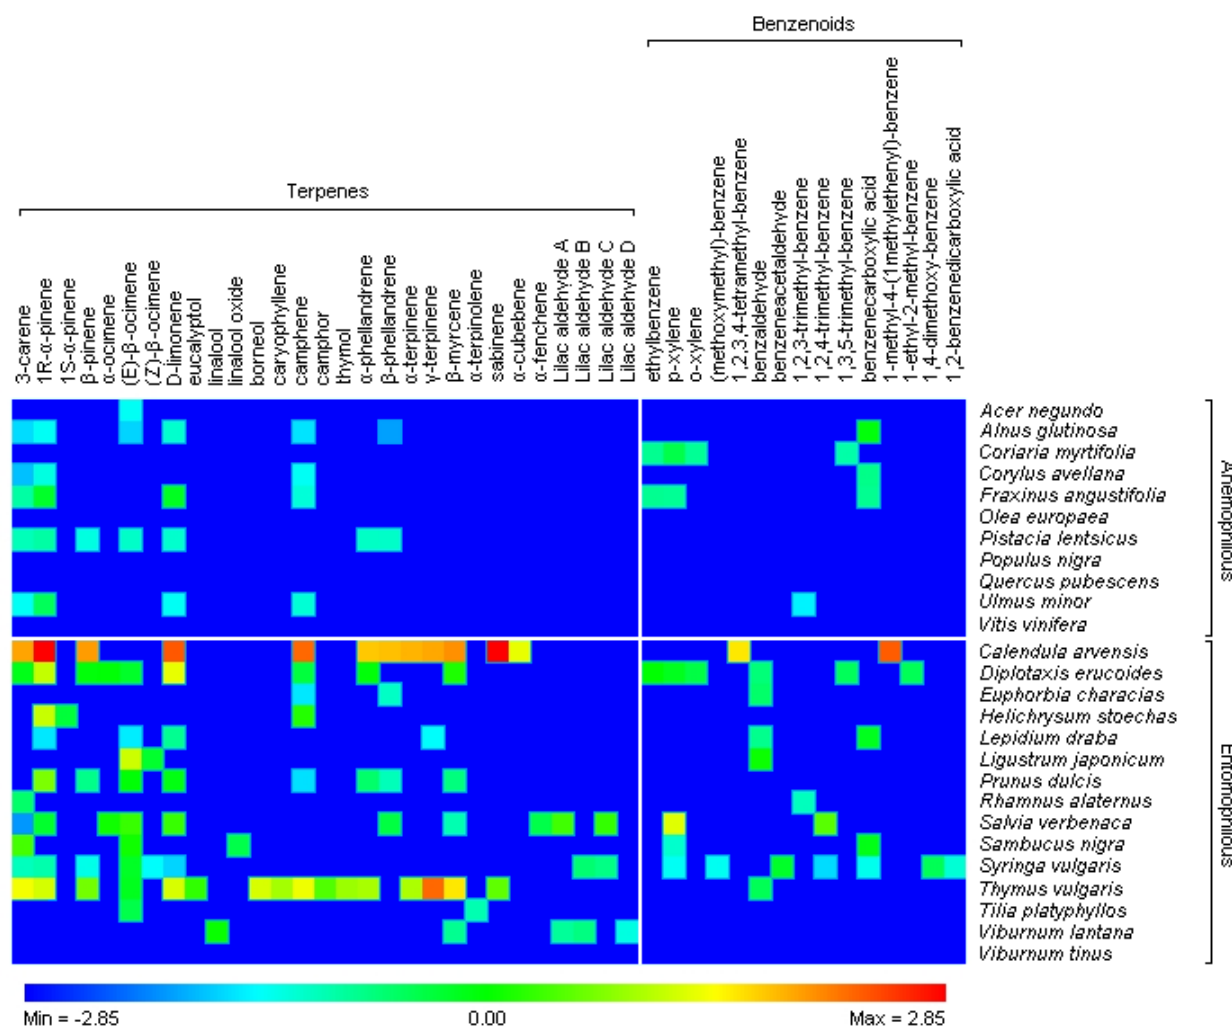 Benzenoids
Terpenes
3-carene
1R-α-pinene
1S-α-pinene
β-pinene
α-ocimene
(E)-β-ocimene
(Z)-β-ocimene
D-limonene
eucalyptol
linalool
linalool oxide
borneol
caryophyllene
camphene
camphor
thymol
α-phellandrene
β-phellandrene
α-terpinene
γ-terpinene
β-myrcene
α-terpinolene
sabinene
α-cubebene
α-fenchene
Lilac aldehyde A
Lilac aldehyde B
Lilac aldehyde C
Lilac aldehyde D
ethylbenzene
p-xylene
o-xylene
(methoxymethyl)-benzene
1,2,3,4-tetramethyl-benzene
benzaldehyde
benzeneacetaldehyde
1,2,3-trimethyl-benzene
1,2,4-trimethyl-benzene
1,3,5-trimethyl-benzene
benzenecarboxylic acid
1-methyl-4-(1methylethenyl)-benzene
1-ethyl-2-methyl-benzene
1,4-dimethoxy-benzene
1,2-benzenedicarboxylic acid
Acer negundo
Alnus glutinosa
Coriaria myrtifolia
Corylus avellana
Fraxinus angustifolia
Olea europaea
Pistacia lentsicus
Populus nigra
Quercus pubescens
Ulmus minor
Vitis vinifera
Anemophilous
Calendula arvensis
Diplotaxis erucoides
Euphorbia characias
Helichrysum stoechas
Lepidium draba
Ligustrum japonicum
Prunus dulcis
Rhamnus alaternus
Salvia verbenaca
Sambucus nigra
Syringa vulgaris
Thymus vulgaris
Tilia platyphyllos
Viburnum lantana
Viburnum tinus
Entomophilous
Min = -2.85
0.00
Max = 2.85